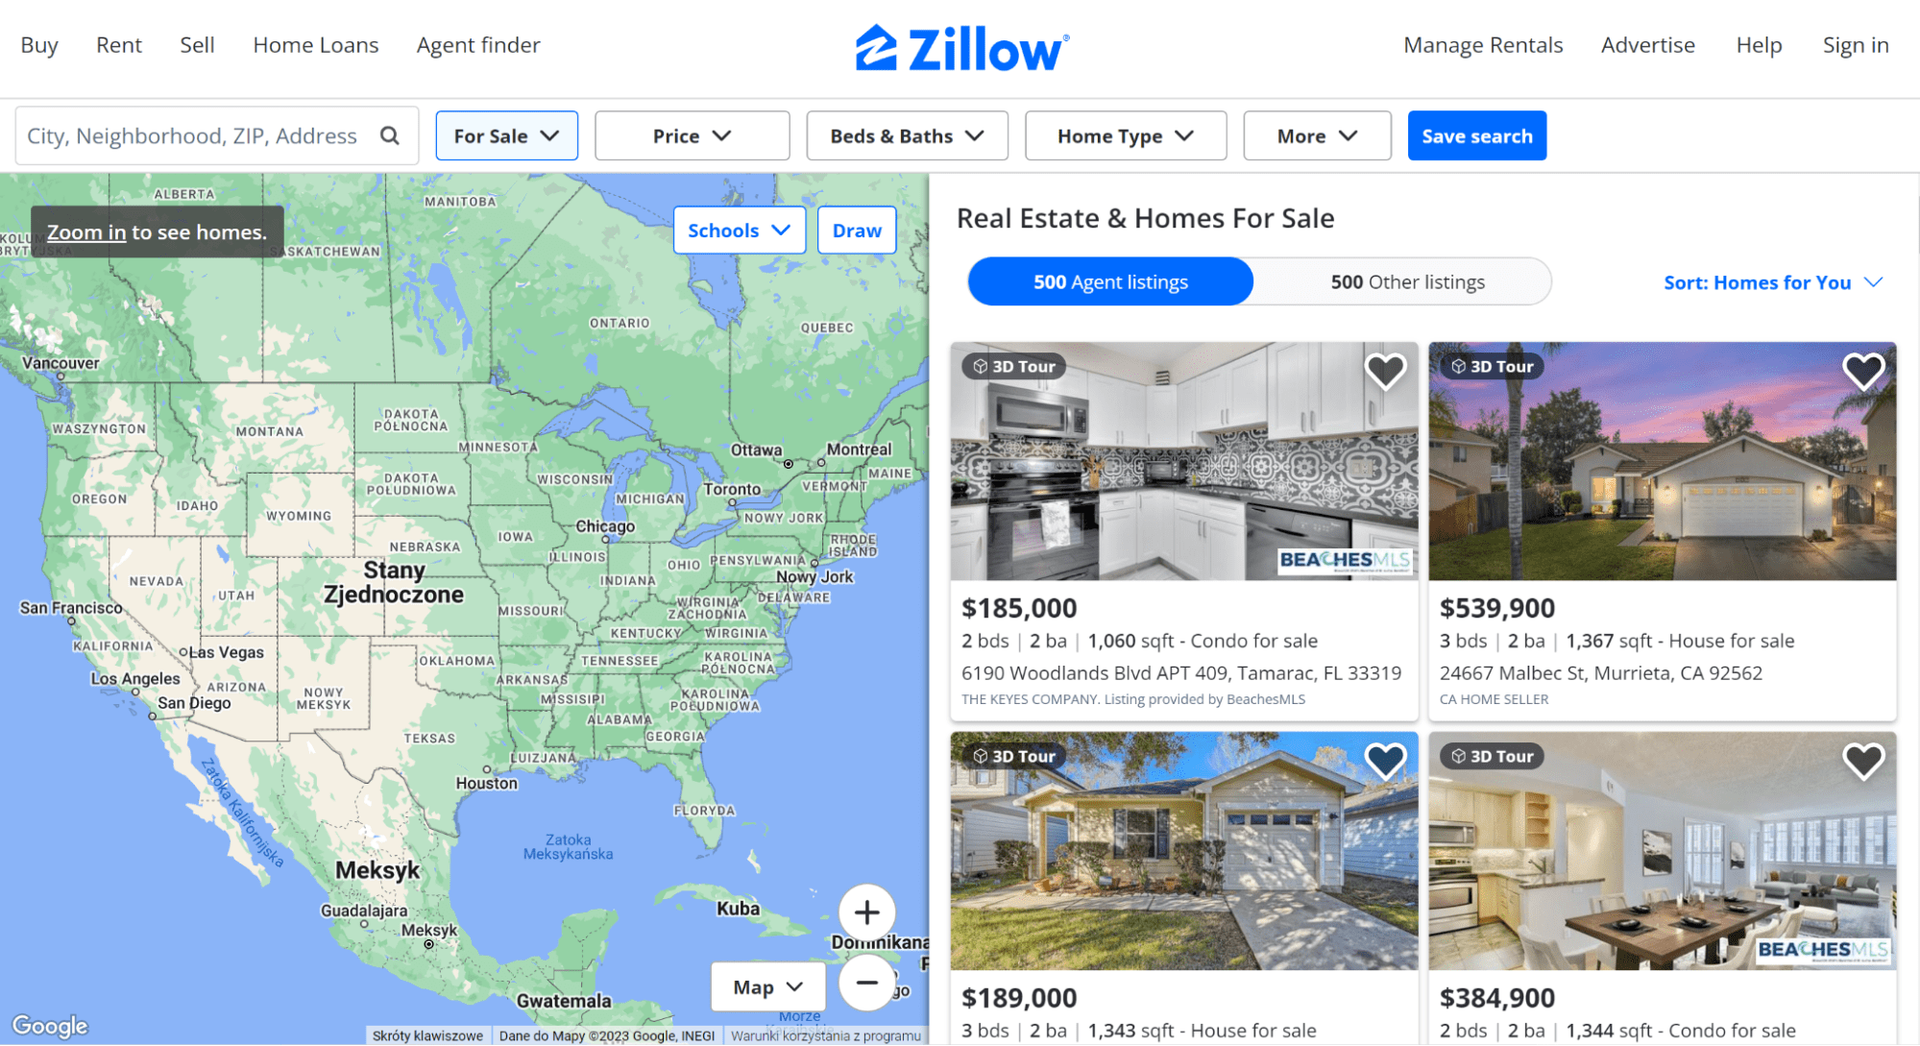 Buy
Rent
Sell
Home Loans
Agent finder
Zillow®
Manage Rentals
Advertise
Help
Sign in
City, Neighborhood, ZIP, Address
For Sale
Price
Beds & Baths
Home Type
More
Save search
Zoom in to see homes.
Schools
Draw
ALBERTA
MANITOBA
SASKATCHEWAN
ONTARIO
QUEBEC
Vancouver
WASZYNGTON
MONTANA
DAKOTA
PÓŁNOCNA
MINNESOTA
Ottawa
Montreal
MAINE
OREGON
IDAHO
WYOMING
DAKOTA
POŁUDNIOWA
WISCONSIN
MICHIGAN
Toronto
VERMONT
NOWY JORK
Chicago
RHODE
ISLAND
NEBRASKA
IOWA
ILLINOIS
INDIANA
OHIO
PENSYLWANIA
Nowy Jork
NEVADA
UTAH
Stany
Zjednoczone
MISSOURI
WIRGINIA
ZACHODNIA
DELAWARE
San Francisco
KALIFORNIA
KENTUCKY
WIRGINIA
Las Vegas
OKLAHOMA
TENNESSEE
KAROLINA
PÓŁNOCNA
Los Angeles
ARIZONA
NOWY
MEKSYK
ARKANSAS
MISSISIPI
KAROLINA
POŁUDNIOWA
San Diego
ALABAMA
GEORGIA
TEKSAS
LUIZJANA
Houston
FLORYDA
Zatoka Kalifornijska
Zatoka
Meksykańska
Meksyk
Guadalajara
Meksyk
Kuba
Dominikana
Gwatemala
Morze
Map
Google
Skróty klawiszowe
Dane do Mapy ©2023 Google, INEGI
Warunki korzystania z programu
Real Estate & Homes For Sale
500 Agent listings
500 Other listings
Sort: Homes for You
3D Tour
BEACHESMLS
$185,000
2 bds | 2 ba | 1,060 sqft - Condo for sale
6190 Woodlands Blvd APT 409, Tamarac, FL 33319
THE KEYES COMPANY. Listing provided by BeachesMLS
3D Tour
$539,900
3 bds | 2 ba | 1,367 sqft - House for sale
24667 Malbec St, Murrieta, CA 92562
CA HOME SELLER
3D Tour
$189,000
3 bds | 2 ba | 1,343 sqft - House for sale
3D Tour
BEACHESMLS
$384,900
2 bds | 2 ba | 1,344 sqft - Condo for sale